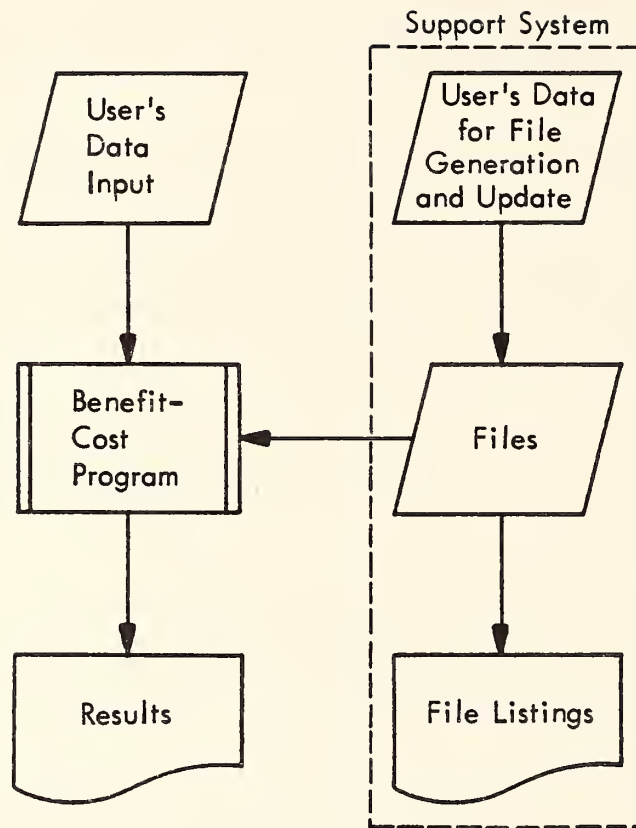 Support System
User's
Data
Input
User's Data
for File
Generation
and Update
Benefit-
Cost
Program
Files
Results
File Listings